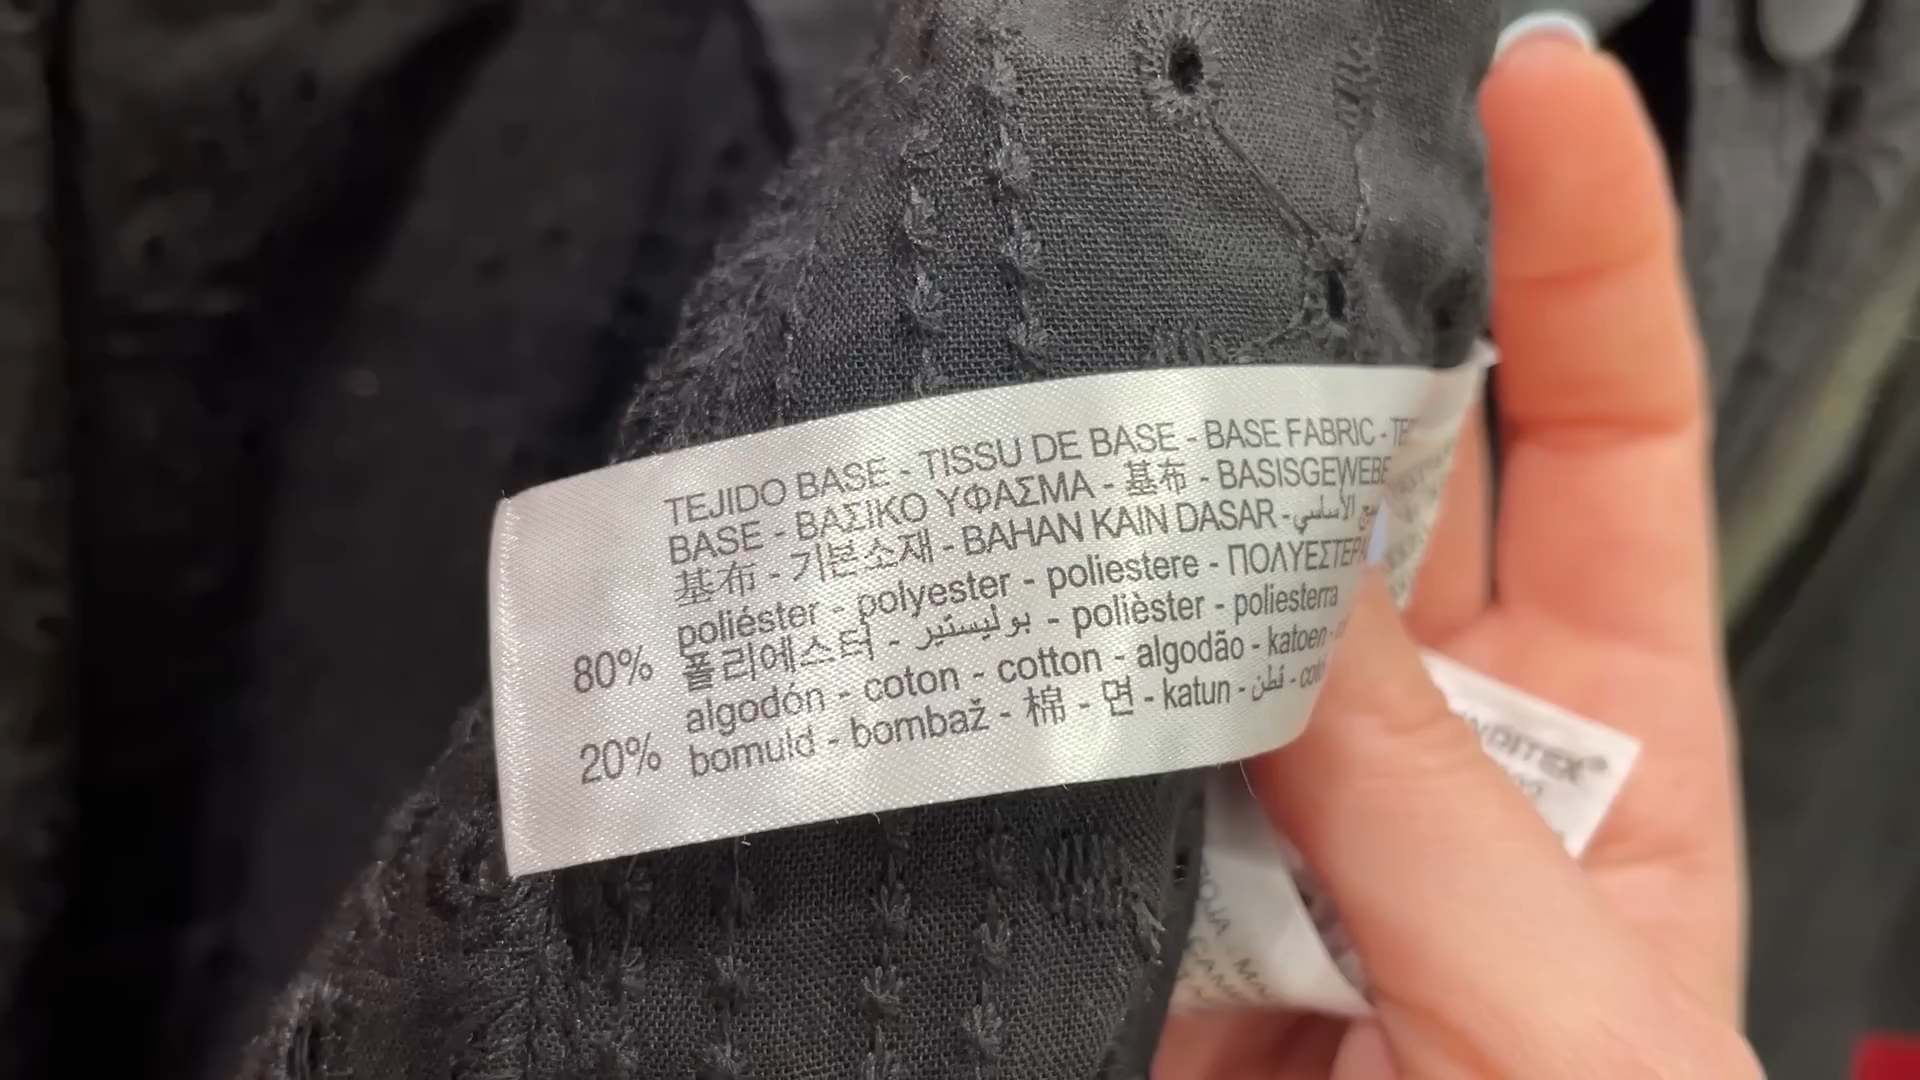 TEJIDO BASE - TISSU DE BASE - BASE FABRIC -
BASE - ΒΑΣΙΚΟ ΥΦΑΣΜΑ - 基布 - BASISGEWEBE
基布 - 기본소재 - BAHAN KAIN DASAR - الأساسي
poliéster - polyester - poliestere - ΠΟΛΥΕΣΤΕΡΑ
80% 폴리에스터 - بوليستير - polièster - poliesterra
algodón - coton - cotton - algodão - katoen -
20% bomuld - bombaž - 棉 - 면 - katun - قطن -